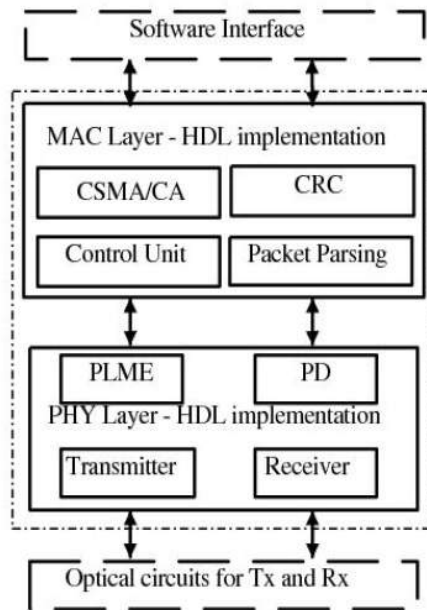 Software Interface
MAC Layer - HDL implementation
CSMA/CA
CRC
Control Unit
Packet Parsing
PLME
PD
PHY Layer - HDL implementation
Transmitter
Receiver
Optical circuits for Tx and Rx